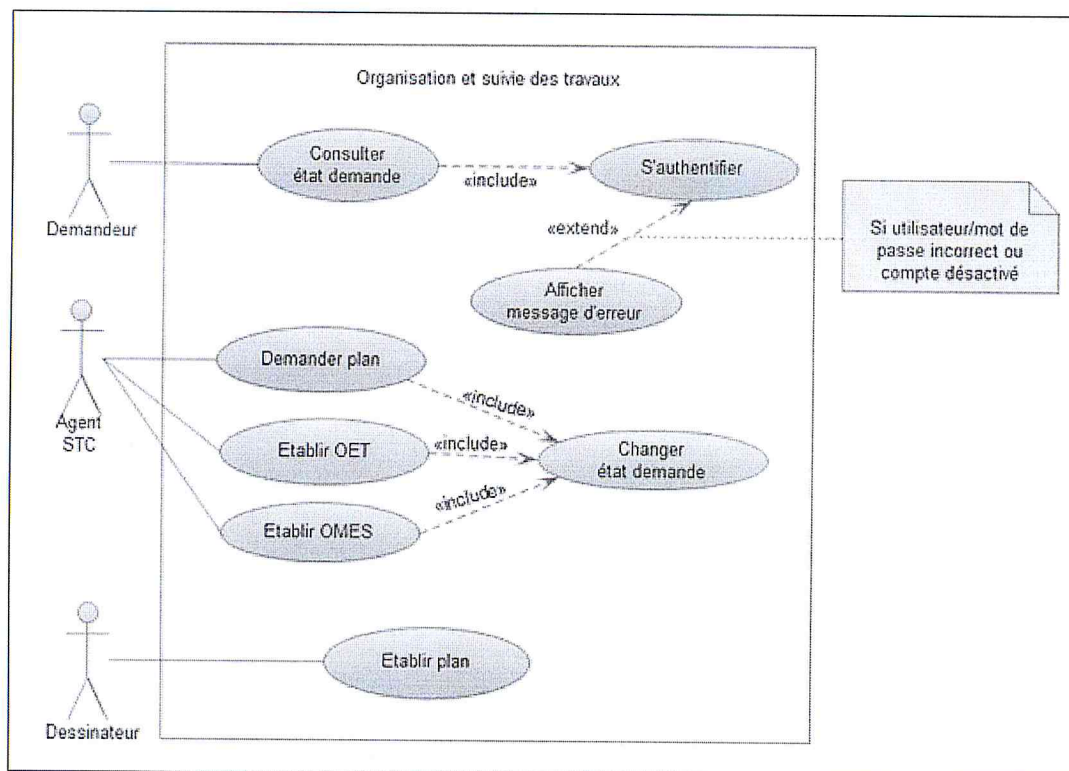 Organisation et suivie des travaux
Consulter
état demande
«include»
S'authentifier
Demandeur
«extend»
Si utilisateur/mot de
passe incorrect ou
compte désactivé
Afficher
message d'erreur
Demander plan
«include»
Agent
STC
Etablir OET
«include»
Changer
état demande
«include»
Etablir OMES
Etablir plan
Dessinateur